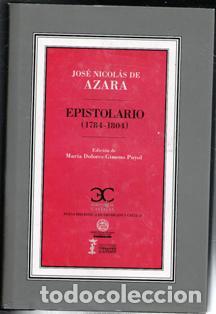 JOSÉ NICOLÁS DE
AZARA
EPISTOLARIO
(1784-1804)
Edición de
María Dolores Gimeno Puyol
todocoleccion